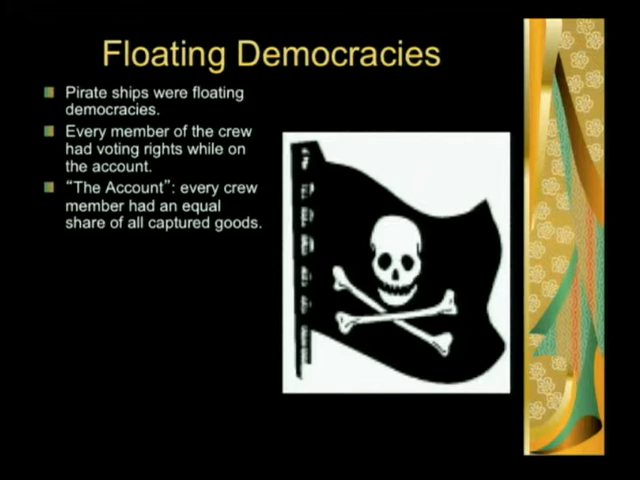 Floating Democracies
Pirate ships were floating
democracies.
Every member of the crew
had voting rights while on
the account.
“The Account”: every crew
member had an equal
share of all captured goods.